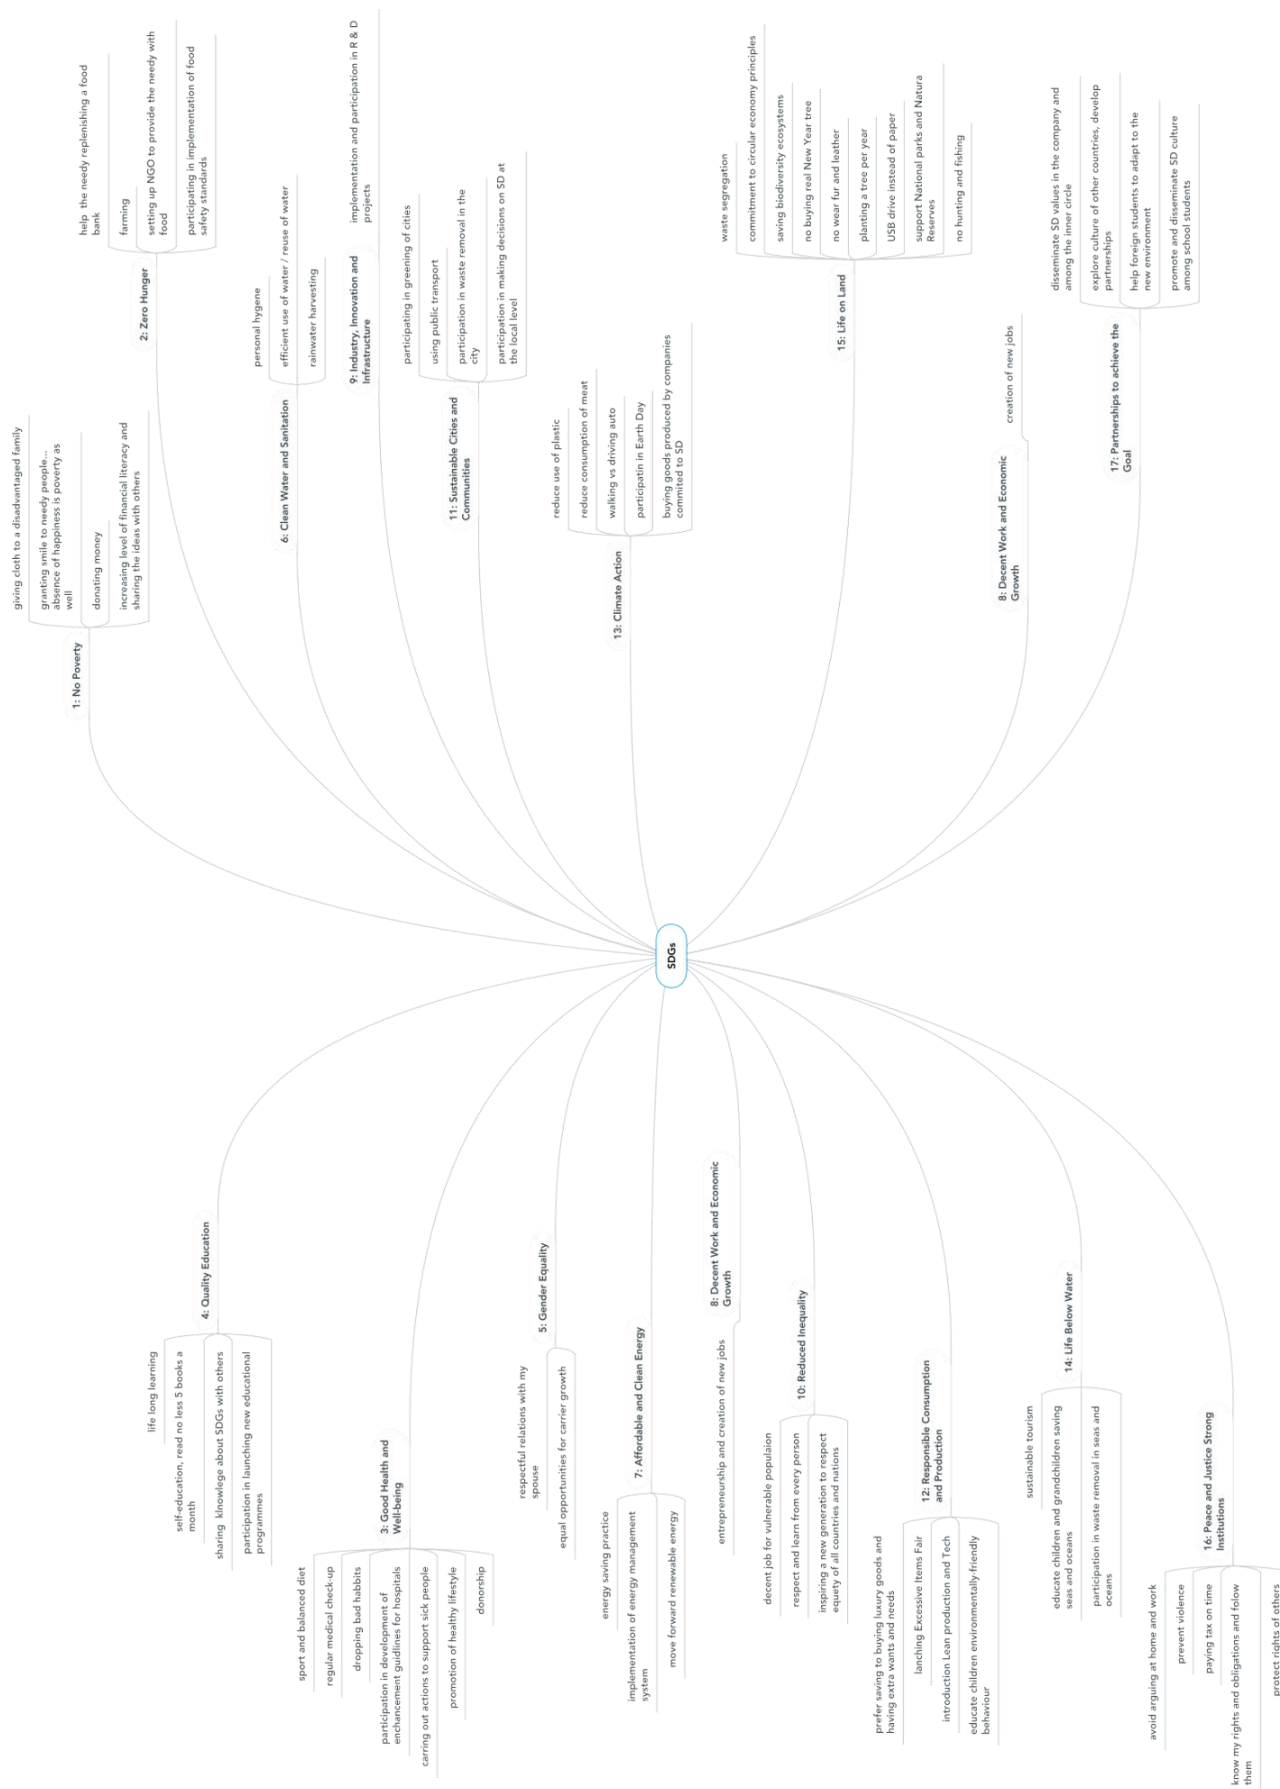 SDGs
1: No Poverty
giving cloth to a disadvantaged family
granting smile to needy people...
absence of happiness is poverty as
well
donating money
increasing level of financial literacy and
sharing the ideas with others
2: Zero Hunger
help the needy replenishing a food
bank
farming
setting up NGO to provide the needy with
food
participating in implementation of food
safety standards
6: Clean Water and Sanitation
personal hygene
efficient use of water / reuse of water
rainwater harvesting
9: Industry, Innovation and
Infrastructure
implementation and participation in R & D
projects
11: Sustainable Cities and
Communities
participating in greening of cities
using public transport
participation in waste removal in the
city
participation in making decisions on SD at
the local level
13: Climate Action
reduce use of plastic
reduce consumption of meat
walking vs driving auto
participatin in Earth Day
buying goods produced by companies
commited to SD
15: Life on Land
waste segregation
commitment to circular economy principles
saving biodiversity ecosystems
no buying real New Year tree
no wear fur and leather
planting a tree per year
USB drive instead of paper
support National parks and Natura
Reserves
no hunting and fishing
8: Decent Work and Economic
Growth
creation of new jobs
17: Partnerships to achieve the
Goal
disseminate SD values in the company and
among the inner circle
explore culture of other countries, develop
partnerships
help foreign students to adapt to the
new environment
promote and disseminate SD culture
among school students
4: Quality Education
life long learning
self-education, read no less 5 books a
month
sharing klnowlege about SDGs with others
participation in launching new educational
programmes
3: Good Health and
Well-being
sport and balanced diet
regular medical check-up
dropping bad habbits
participation in development of
enchancement guidlines for hospitals
carring out actions to support sick people
promotion of healthy lifestyle
donorship
5: Gender Equality
respectful relations with my
spouse
equal opportunities for carrier growth
7: Affordable and Clean Energy
energy saving practice
implementation of energy management
system
move forward renewable energy
8: Decent Work and Economic
Growth
entrepreneurship and creation of new jobs
10: Reduced Inequality
decent job for vulnerable populaion
respect and learn from every person
inspiring a new generation to respect
equety of all countries and nations
12: Responsible Consumption
and Production
prefer saving to buying luxury goods and
having extra wants and needs
lanching Excessive Items Fair
introduction Lean production and Tech
educate children environmentally-friendly
behaviour
14: Life Below Water
sustainable tourism
educate children and grandchildren saving
seas and oceans
participation in waste removal in seas and
oceans
16: Peace and Justice Strong
Institutions
avoid arguing at home and work
prevent violence
paying tax on time
know my rights and obligations and folow
them
protect rights of others